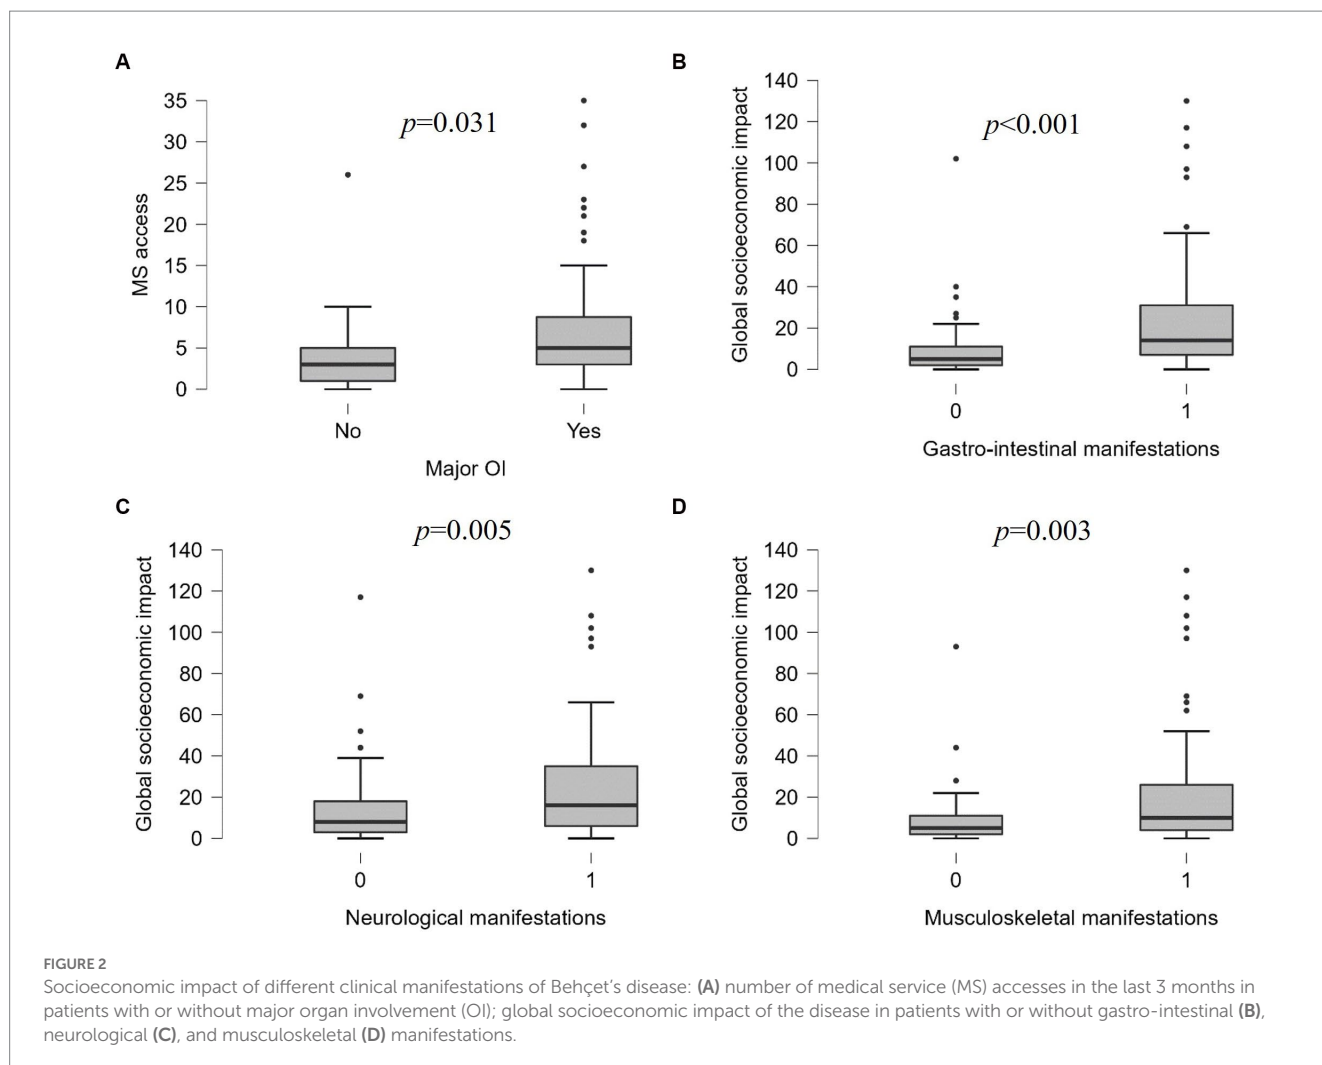 A
p=0.031
MS access
35
30
25
20
15
10
5
0
No
Yes
Major OI
B
p<0.001
Global socioeconomic impact
140
120
100
80
60
40
20
0
0
1
Gastro-intestinal manifestations
C
p=0.005
Global socioeconomic impact
140
120
100
80
60
40
20
0
0
1
Neurological manifestations
D
p=0.003
Global socioeconomic impact
140
120
100
80
60
40
20
0
0
1
Musculoskeletal manifestations
FIGURE 2
Socioeconomic impact of different clinical manifestations of Behçet's disease: (A) number of medical service (MS) accesses in the last 3 months in
patients with or without major organ involvement (OI); global socioeconomic impact of the disease in patients with or without gastro-intestinal (B),
neurological (C), and musculoskeletal (D) manifestations.